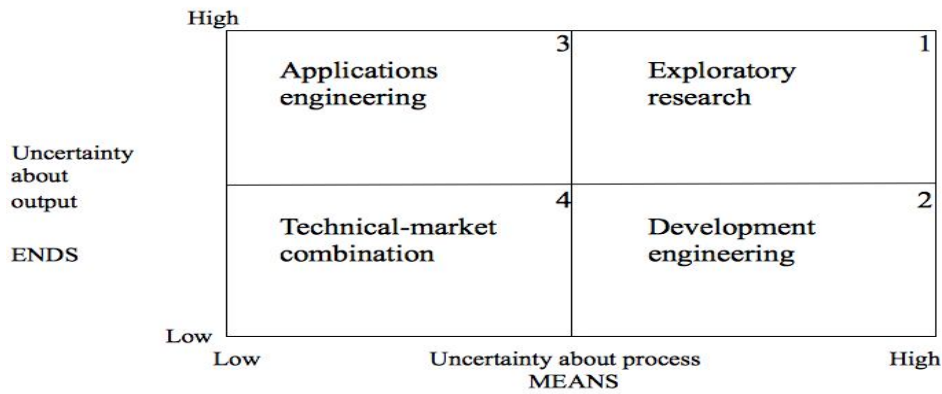 High
3
1
Applications
engineering
Exploratory
research
Uncertainty
about
output
ENDS
4
2
Technical-market
combination
Development
engineering
Low
Low
Uncertainty about process
High
MEANS